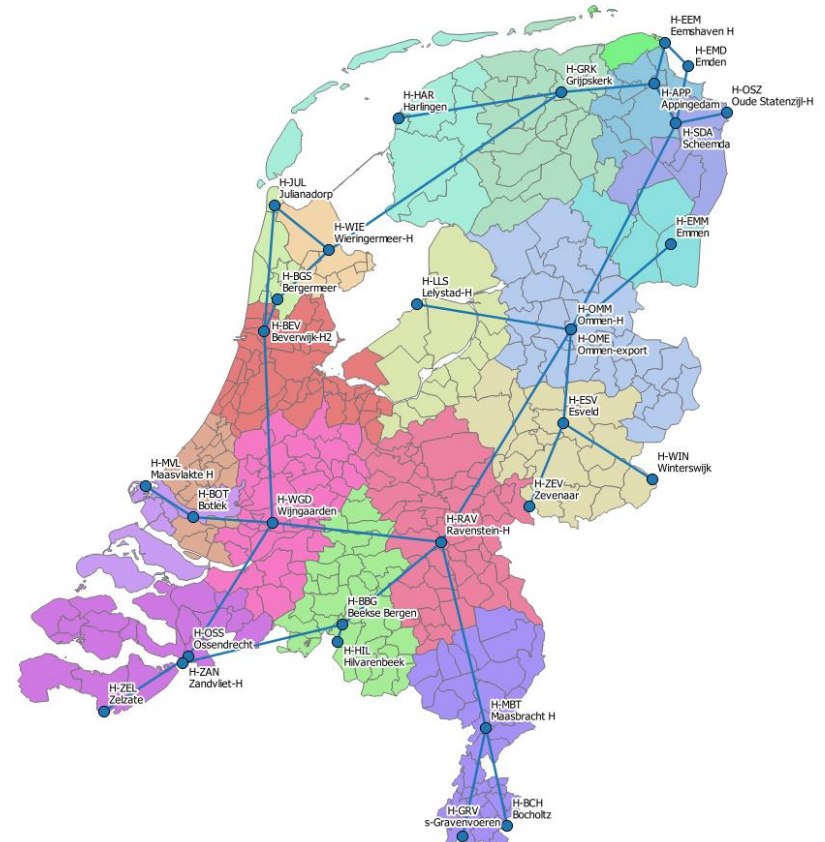 H-EEM
Eemshaven H
H-EMD
Emden
H-GRK
Grijpskerk
H-HAR
Harlingen
H-APP
Appingedam
H-OSZ
Oude Statenzijl-H
H-SDA
Scheemda
H-JUL
Julianadorp
H-WIE
Wieringermeer-H
H-EMM
Emmen
H-BGS
Bergermeer
H-LLS
Lelystad-H
H-BEV
Beverwijk-H2
H-OMM
Ommen-H
H-OME
Ommen-export
H-ESV
Esveld
H-WIN
Winterswijk
H-MVL
Maasvlakte H
H-BOT
Botlek
H-WGD
Wijngaarden
H-ZEV
Zevenaar
H-RAV
Ravenstein-H
H-BBG
Beekse Bergen
H-OSS
Ossendrecht
H-HIL
Hilvarenbeek
H-ZAN
Zandvliet-H
H-ZEL
Zelzate
H-MBT
Maasbracht H
H-GRV
s-Gravenvoeren
H-BCH
Bocholtz